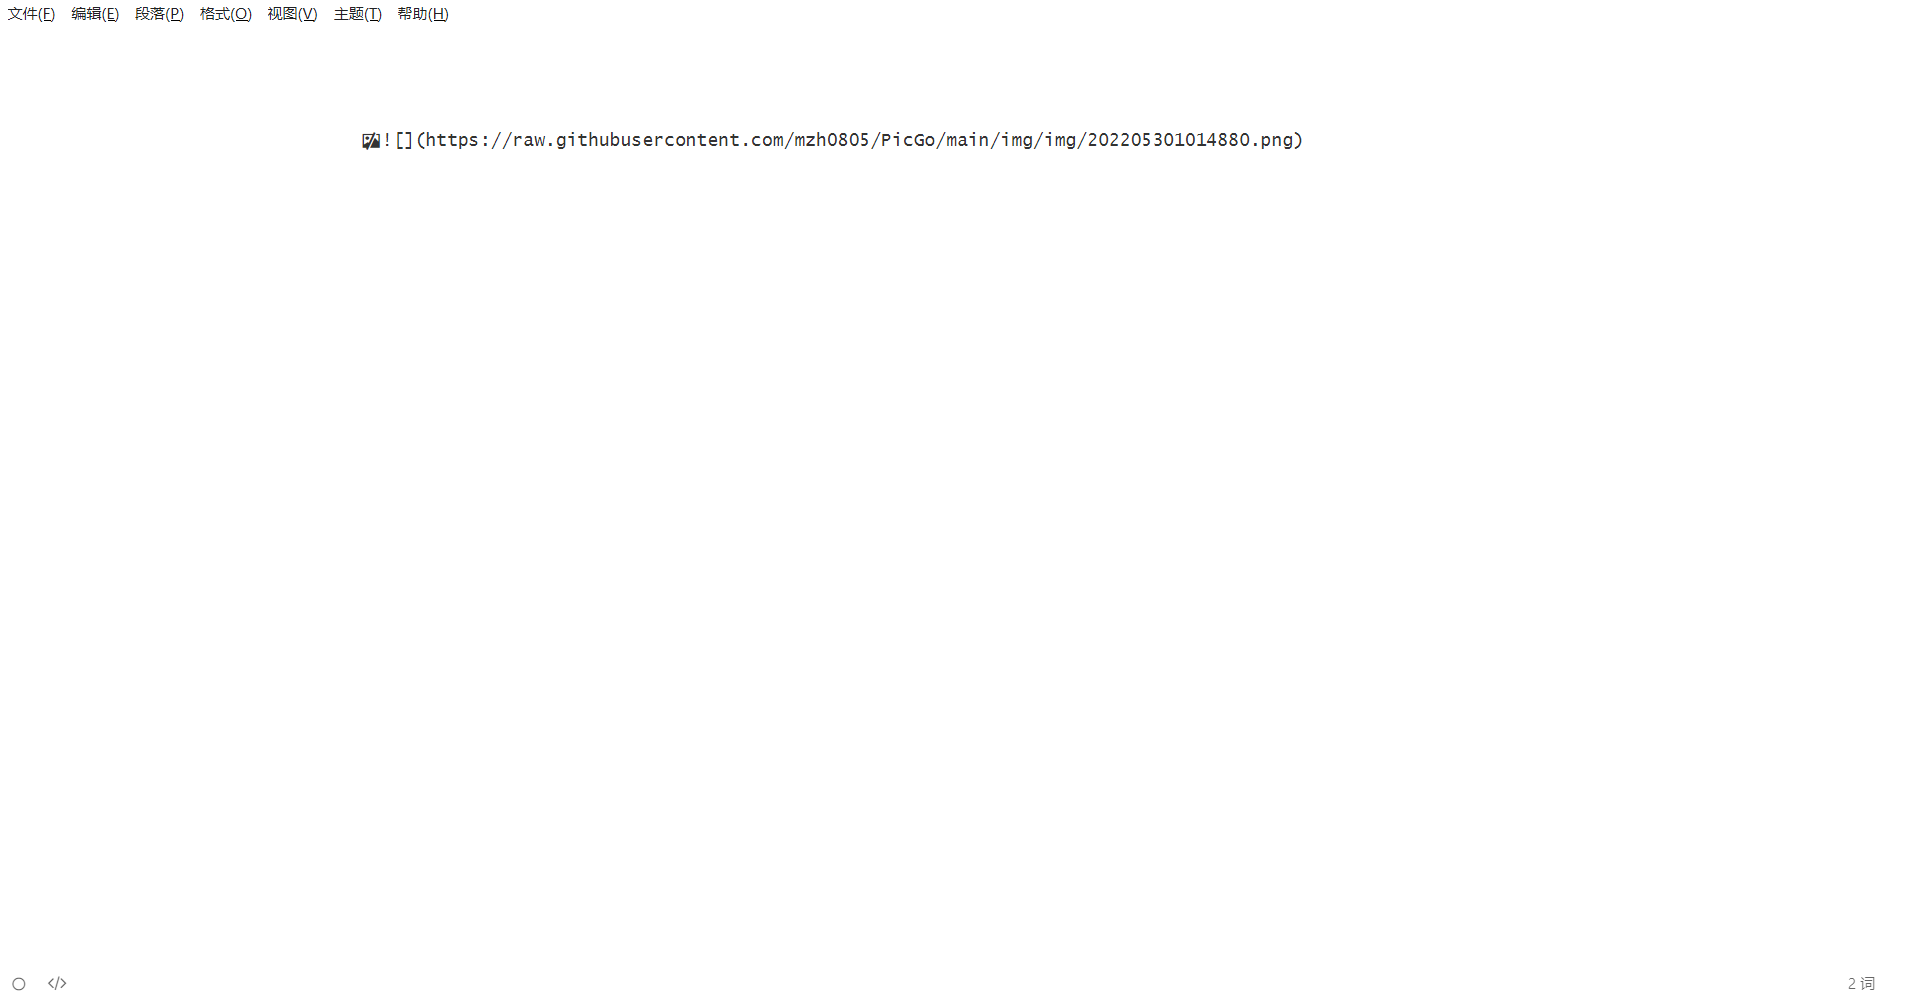 文件(F) 编辑(E) 段落(P) 格式(O) 视图(V) 主题(T) 帮助(H)
![](https://raw.githubusercontent.com/mzh0805/PicGo/main/img/img/202205301014880.png)
</> 2 词